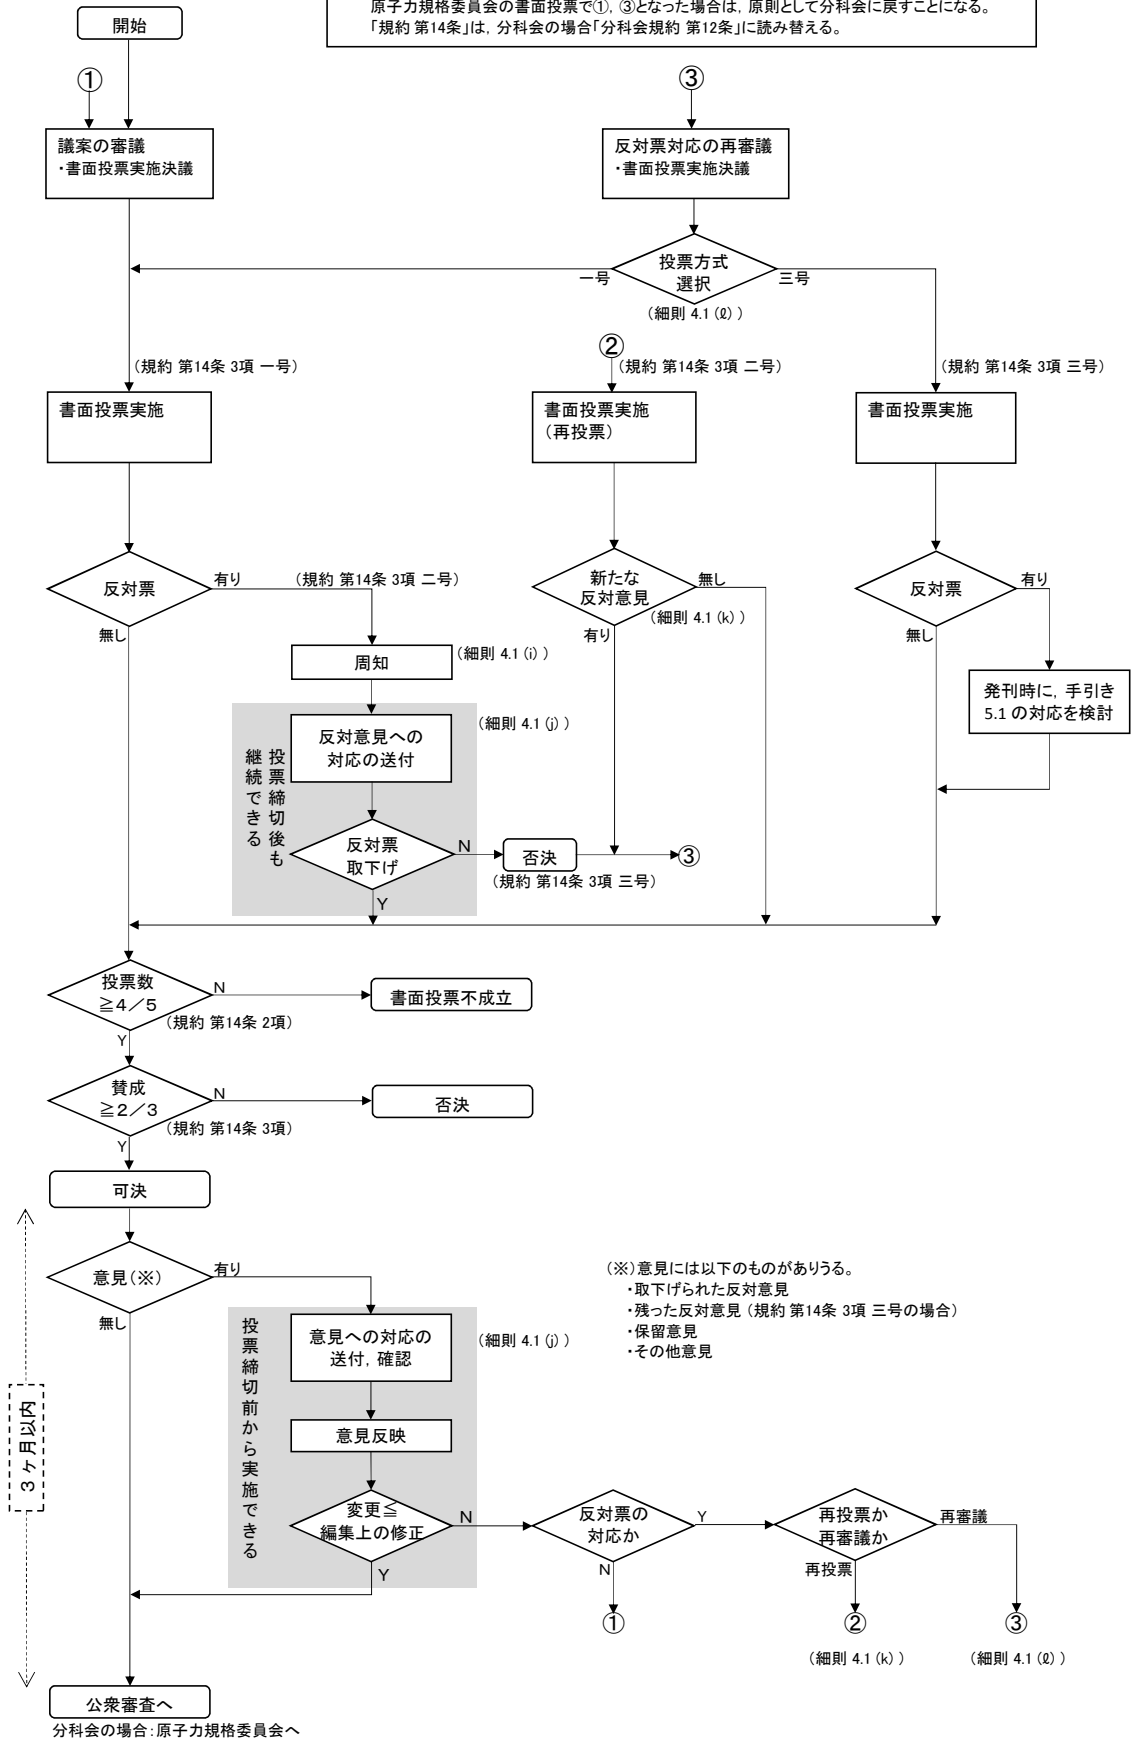 原子力規格委員会の書面投票で①，③となった場合は，原則として分科会に戻すことになる。
「規約 第14条」は，分科会の場合「分科会規約 第12条」に読み替える。
開始
①
③
議案の審議
・書面投票実施決議
反対票対応の再審議
・書面投票実施決議
投票方式
選択
一号
三号
（細則 4.1（ℓ））
②
（規約 第14条 3項 一号）
（規約 第14条 3項 二号）
（規約 第14条 3項 三号）
書面投票実施
書面投票実施
（再投票）
書面投票実施
反対票
有り
（規約 第14条 3項 二号）
無し
新たな
反対意見
無し
（細則 4.1（k））
有り
反対票
有り
無し
周知
（細則 4.1（i））
発刊時に，手引き
5.1 の対応を検討
反対意見への
対応の送付
（細則 4.1（j））
投票締切後も
継続できる
反対票
取下げ
N
Y
否決
③
（規約 第14条 3項 三号）
投票数
≧4／5
N
Y
（規約 第14条 2項）
書面投票不成立
賛成
≧2／3
N
Y
（規約 第14条 3項）
否決
可決
意見（※）
有り
無し
（※）意見には以下のものがありうる。
・取下げられた反対意見
・残った反対意見（規約 第14条 3項 三号の場合）
・保留意見
・その他意見
意見への対応の
送付，確認
（細則 4.1（j））
投票締切前から実施できる
3ヶ月以内
意見反映
変更≦
編集上の修正
N
Y
反対票の
対応か
Y
N
再投票か
再審議か
再審議
再投票
①
②
③
（細則 4.1（k））
（細則 4.1（ℓ））
公衆審査へ
分科会の場合：原子力規格委員会へ